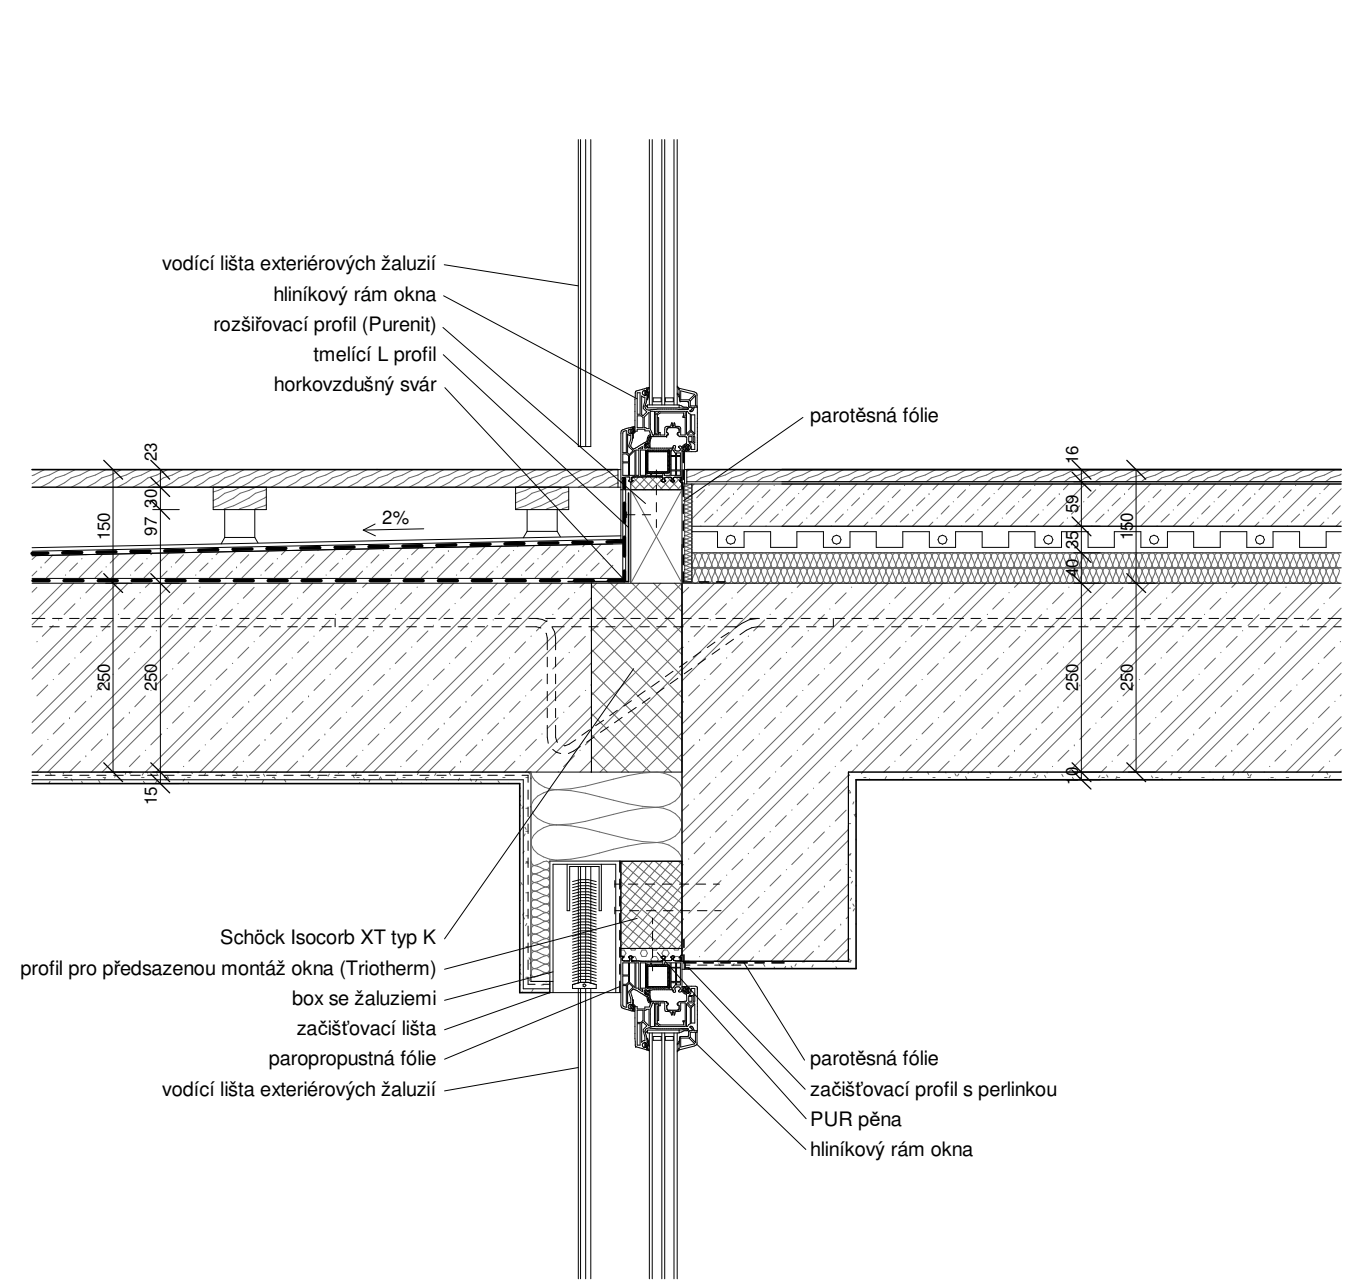 vodící lišta exteriérových žaluzií
hliníkový rám okna
rozšiřovací profil (Purenit)
tmelící L profil
horkovzdušný svár
parotěsná fólie
23
30
97
150
2%
16
59
35
40
150
250
250
250
250
15
10
Schöck Isocorb XT typ K
profil pro předsazenou montáž okna (Triotherm)
box se žaluziemi
začišťovací lišta
paropropustná fólie
vodící lišta exteriérových žaluzií
parotěsná fólie
začišťovací profil s perlinkou
PUR pěna
hliníkový rám okna